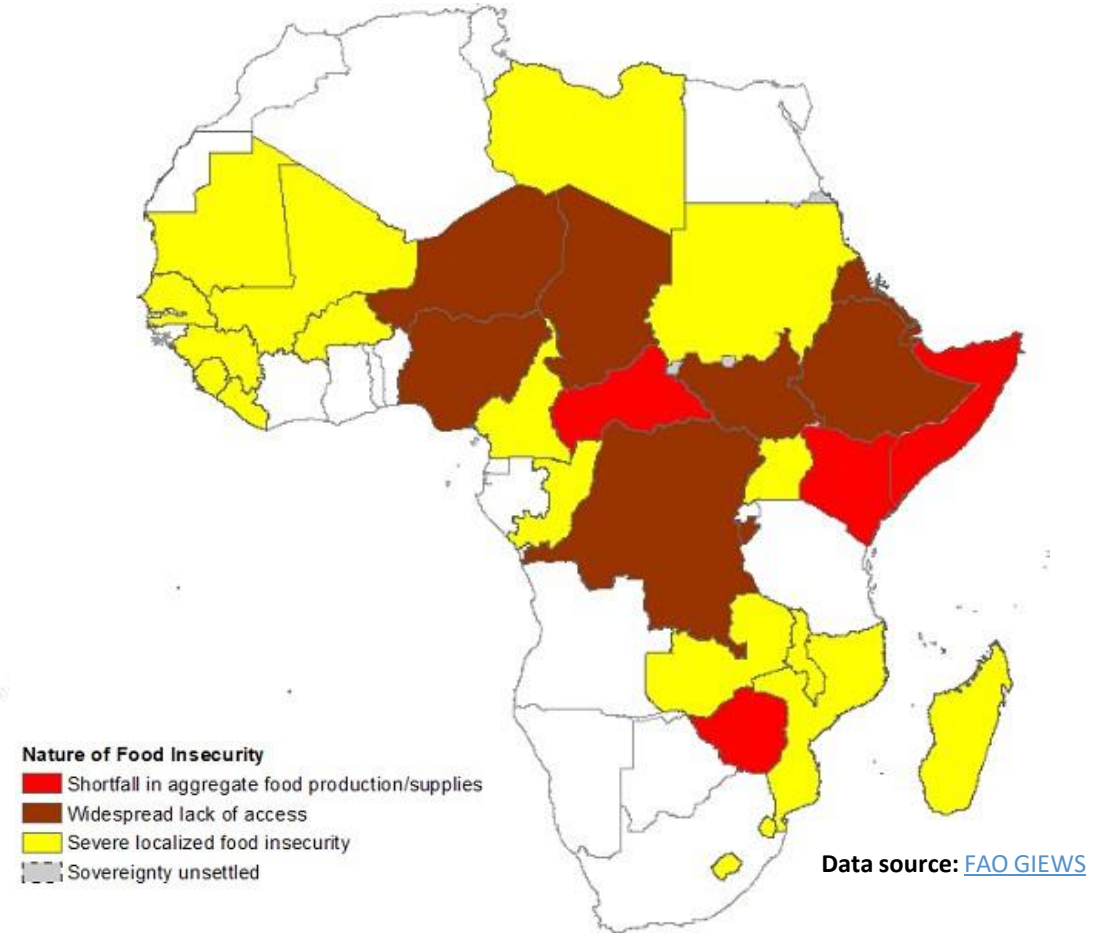 Nature of Food Insecurity
Shortfall in aggregate food production/supplies
Widespread lack of access
Severe localized food insecurity
Sovereignty unsettled
Data source: FAO GIEWS